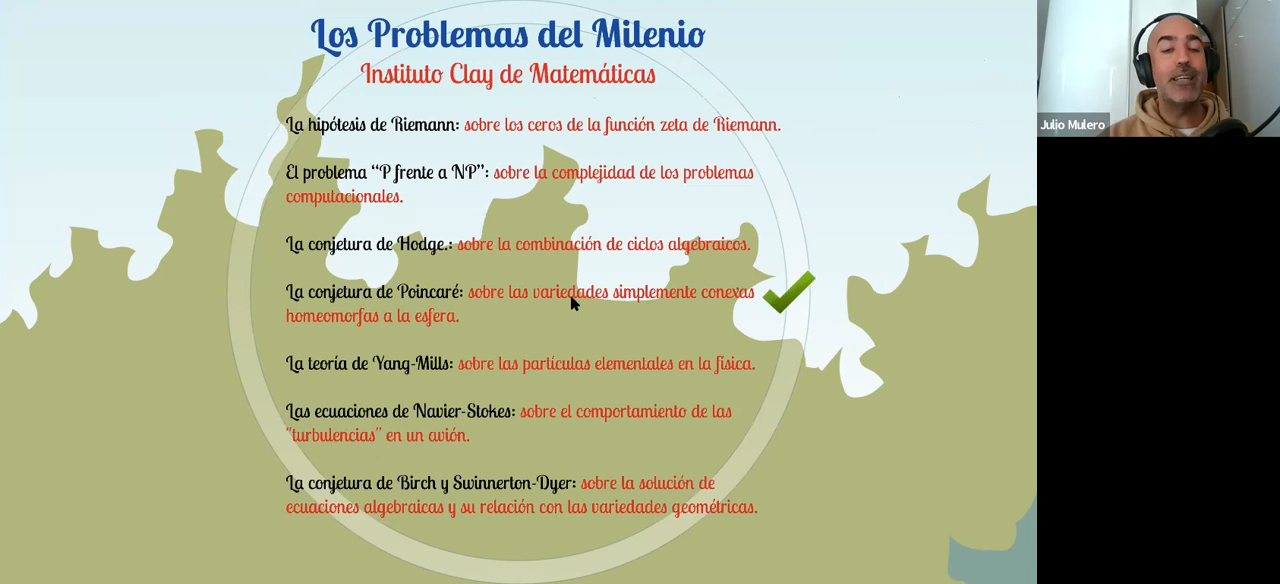 Los Problemas del Milenio
Instituto Clay de Matemáticas
La hipótesis de Riemann: sobre los ceros de la función zeta de Riemann.
El problema “P frente a NP”: sobre la complejidad de los problemas
computacionales.
La conjetura de Hodge.: sobre la combinación de ciclos algebraicos.
La conjetura de Poincaré: sobre las variedades simplemente conexas
homeomorfas a la esfera.
La teoría de Yang-Mills: sobre las partículas elementales en la física.
Las ecuaciones de Navier-Stokes: sobre el comportamiento de las
"turbulencias" en un avión.
La conjetura de Birch y Swinnerton-Dyer: sobre la solución de
ecuaciones algebraicas y su relación con las variedades geométricas.
Julio Mulero